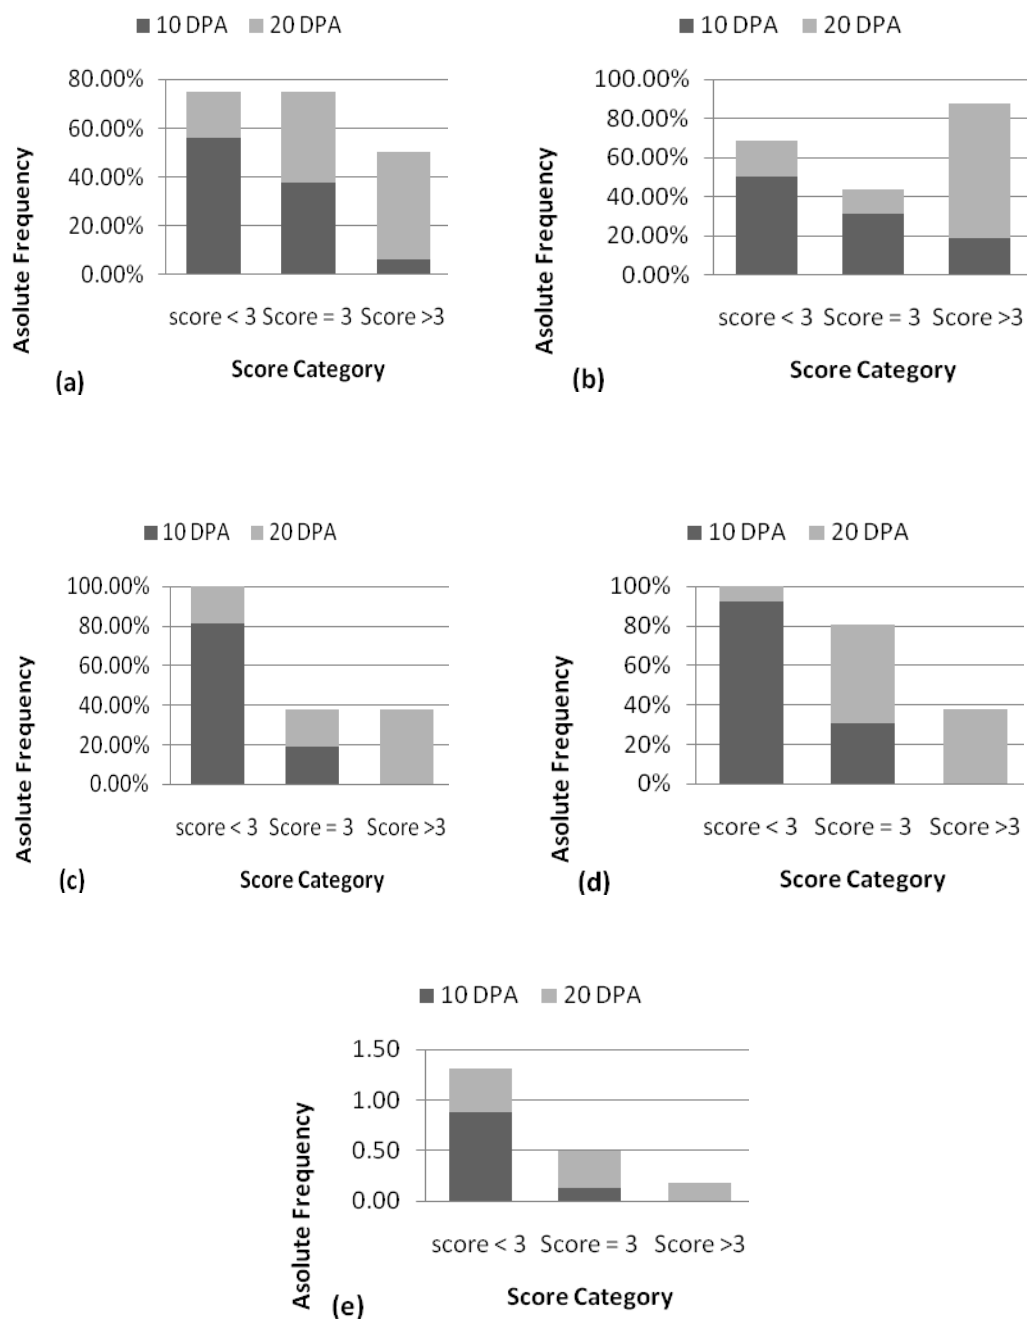 10 DPA 20 DPA
80.00%
60.00%
40.00%
20.00%
0.00%
Asolute Frequency
score < 3 Score = 3 Score >3
Score Category
(a)
10 DPA 20 DPA
100.00%
80.00%
60.00%
40.00%
20.00%
0.00%
Asolute Frequency
score < 3 Score = 3 Score >3
Score Category
(b)
10 DPA 20 DPA
100.00%
80.00%
60.00%
40.00%
20.00%
0.00%
Asolute Frequency
score < 3 Score = 3 Score >3
Score Category
(c)
10 DPA 20 DPA
100%
80%
60%
40%
20%
0%
Asolute Frequency
score < 3 Score = 3 Score >3
Score Category
(d)
10 DPA 20 DPA
1.50
1.00
0.50
0.00
Asolute Frequency
score < 3 Score = 3 Score >3
Score Category
(e)